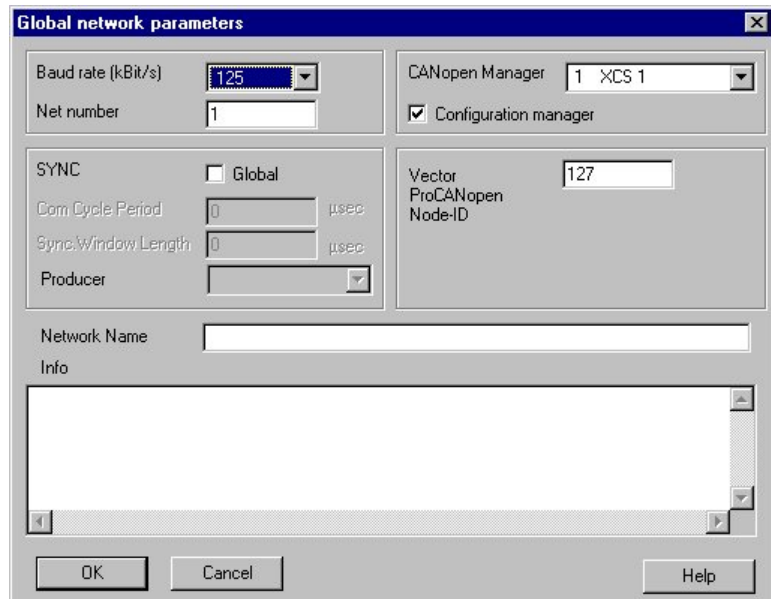 Global network parameters
Baud rate (kBit/s) 125
Net number 1
CANopen Manager 1 XCS 1
Configuration manager
SYNC Global
Com Cycle Period 0 µsec
Sync.Window Length 0 µsec
Producer
Vector 127
ProCANopen
Node-ID
Network Name
Info
OK Cancel Help